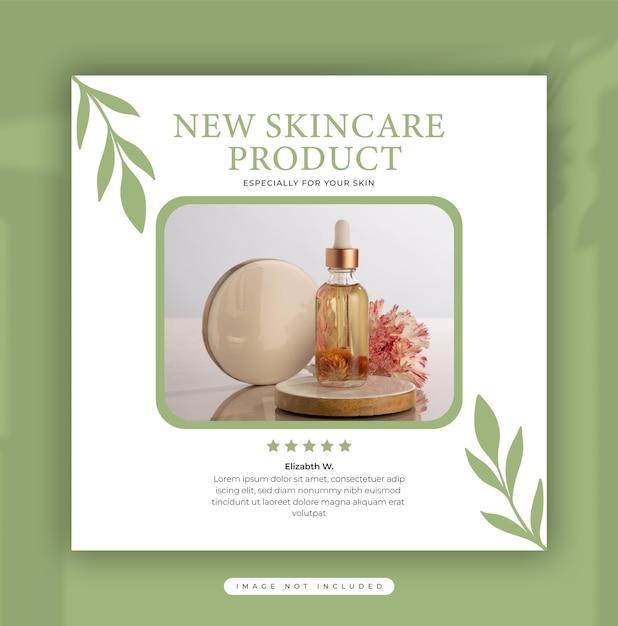 NEW SKINCARE
PRODUCT
ESPECIALLY FOR YOUR SKIN
Elizabth W.
Lorem ipsum dolor sit amet, consectetuer adip
iscing elit, sed diam nonummy nibh euismod
tincidunt ut laoreet dolore magna aliquam erat
volutpat
IMAGE NOT INCLUDED